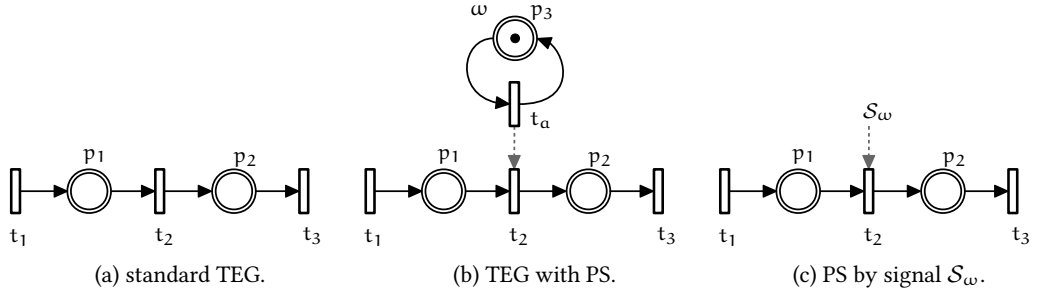 ω p₃
tₐ
p₁ p₂
t₁ t₂ t₃
(a) standard TEG.
p₁ p₂
t₁ t₂ t₃
(b) TEG with PS.
𝒮ω
p₁ p₂
t₁ t₂ t₃
(c) PS by signal 𝒮ω.